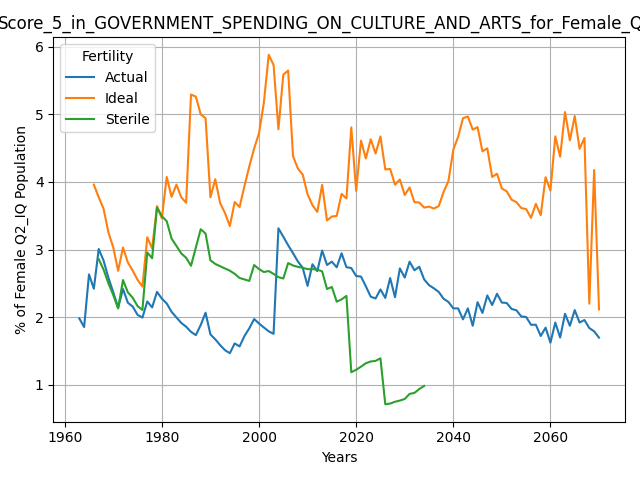 Score_5_in_GOVERNMENT_SPENDING_ON_CULTURE_AND_ARTS_for_Female_Q
Fertility
Actual
Ideal
Sterile
% of Female Q2_IQ Population
6
5
4
3
2
1
1960 1980 2000 2020 2040 2060
Years